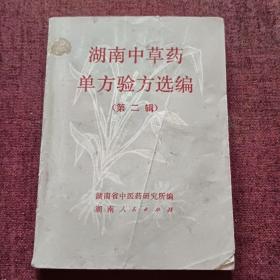 湖南中草药
单方验方选编
（第二辑）
湖南省中医药研究所编
湖南人民出版社